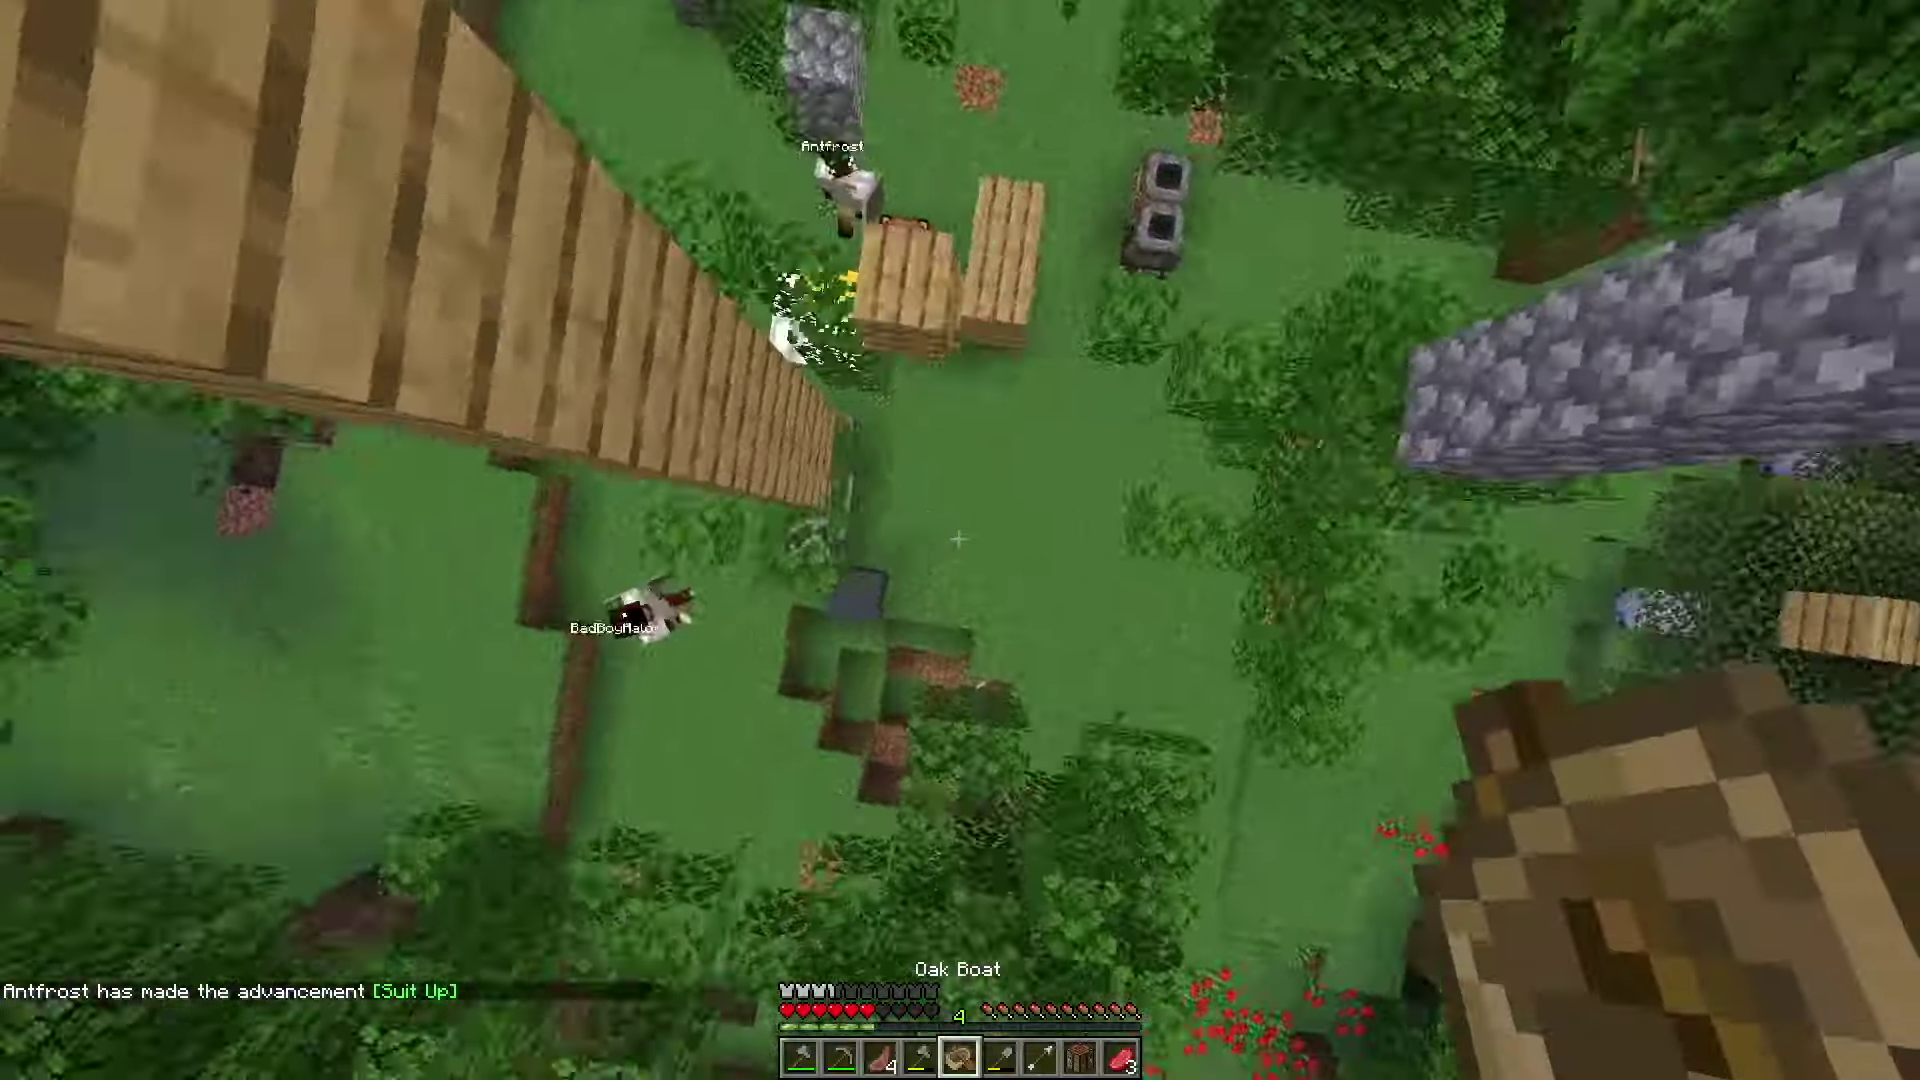 Antfrost
BadBoyHalo
Oak Boat
Antfrost has made the advancement [Suit Up]
4
4
3